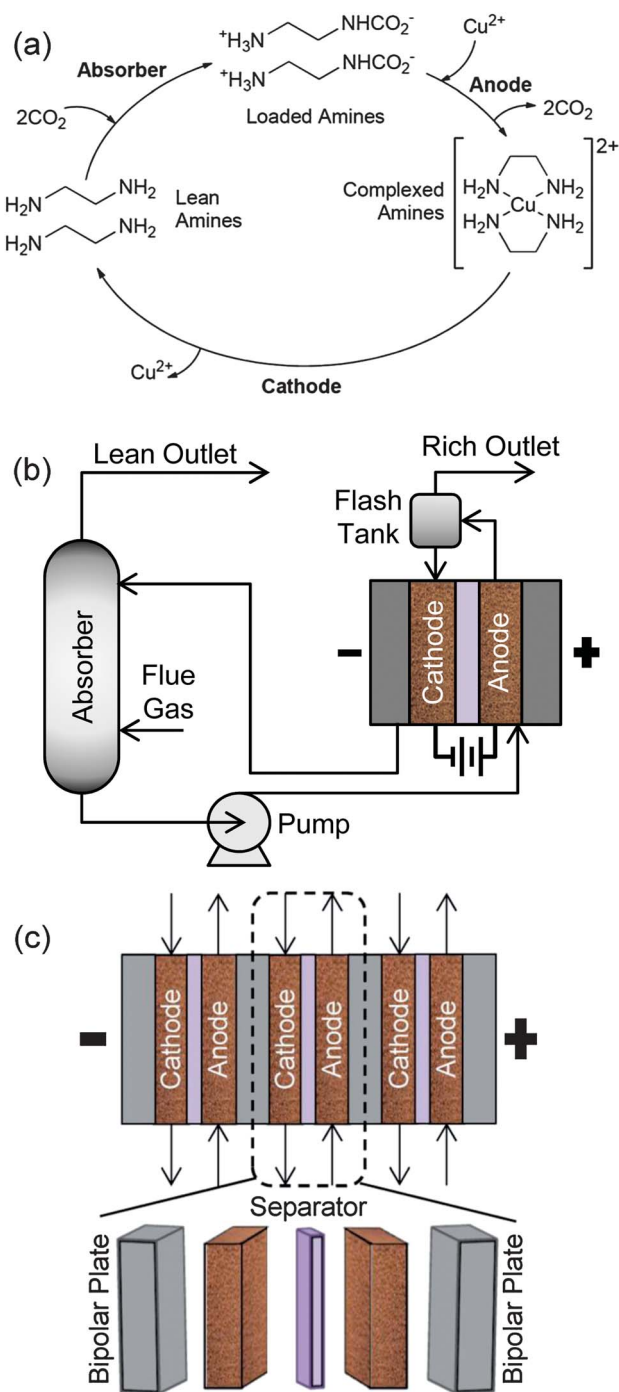 (a)
⁺H₃N
NHCO₂⁻
⁺H₃N
NHCO₂⁻
Cu²⁺
Absorber
Anode
Loaded Amines
2CO₂
2CO₂
NH₂
H₂N
NH₂
H₂N
Lean
Amines
Complexed
Amines
2+
H₂N
NH₂
Cu
H₂N
NH₂
Cu²⁺
Cathode
(b)
Lean Outlet
Rich Outlet
Flash
Tank
Absorber
Flue
Gas
-
Cathode
Anode
+
Pump
(c)
-
Cathode
Anode
Cathode
Anode
Cathode
Anode
+
Separator
Bipolar Plate
Bipolar Plate